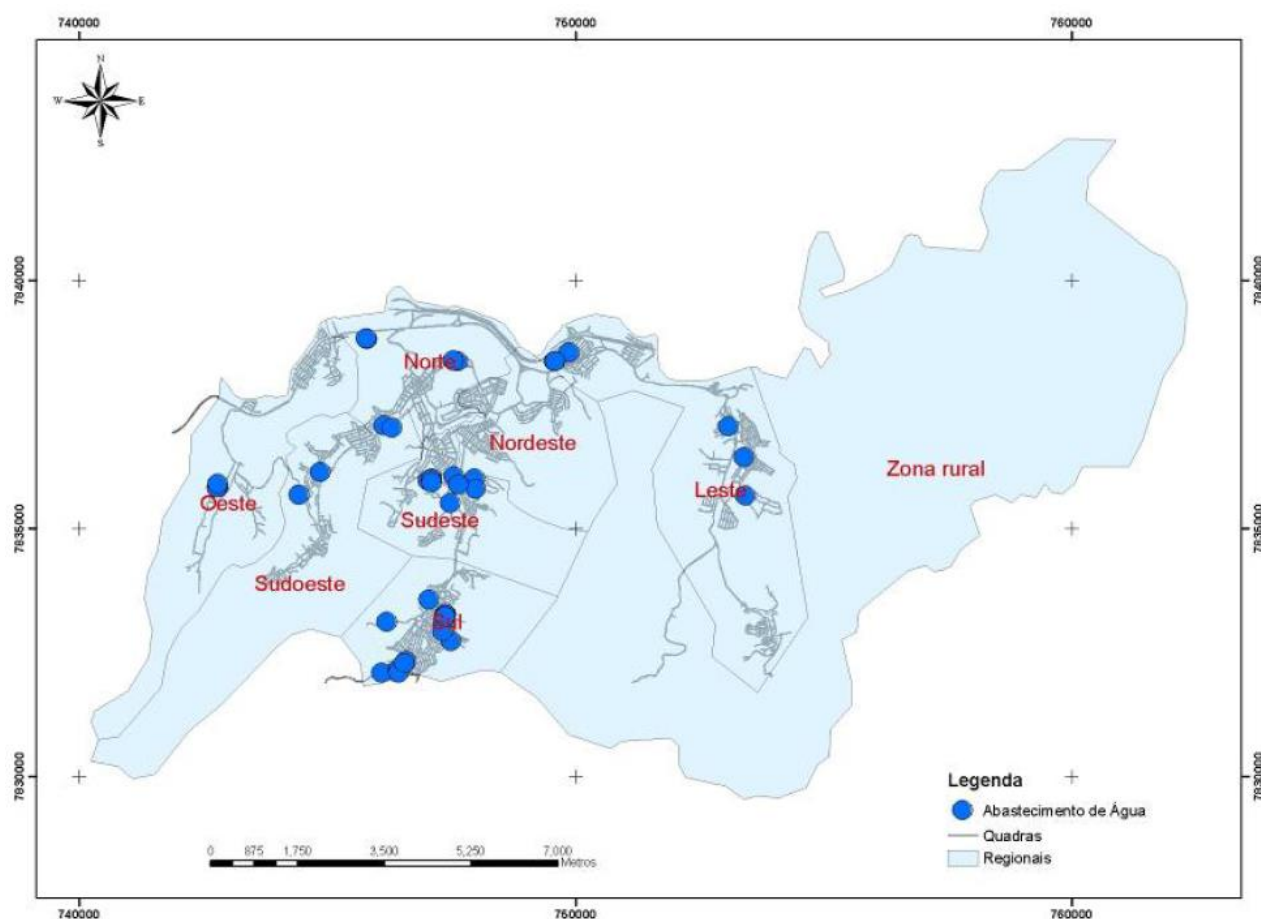 740000 760000 760000
N
W E
S
7840000 7840000
Norte
Nordeste
Zona rural
Leste
Oeste
Sudeste
7835000 7835000
Sudoeste
Sul
7830000 7830000
Legenda
Abastecimento de Água
Quadras
Regionais
0 875 1,750 3,500 5,250 7,000
Metros
740000 760000 760000